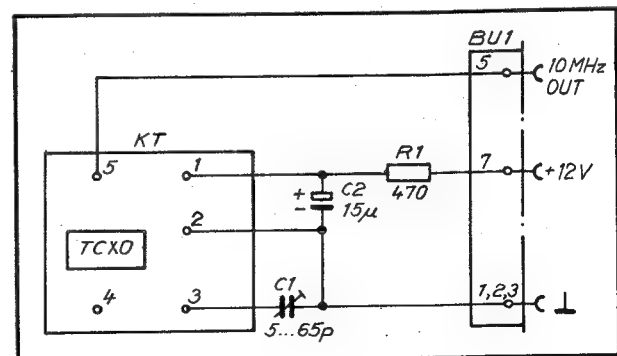 BU1
5
10MHz
OUT
KT
5
1
R1
470
7
+12V
+
-
C2
15µ
2
TCXO
4
3
C1
5...65p
1,2,3